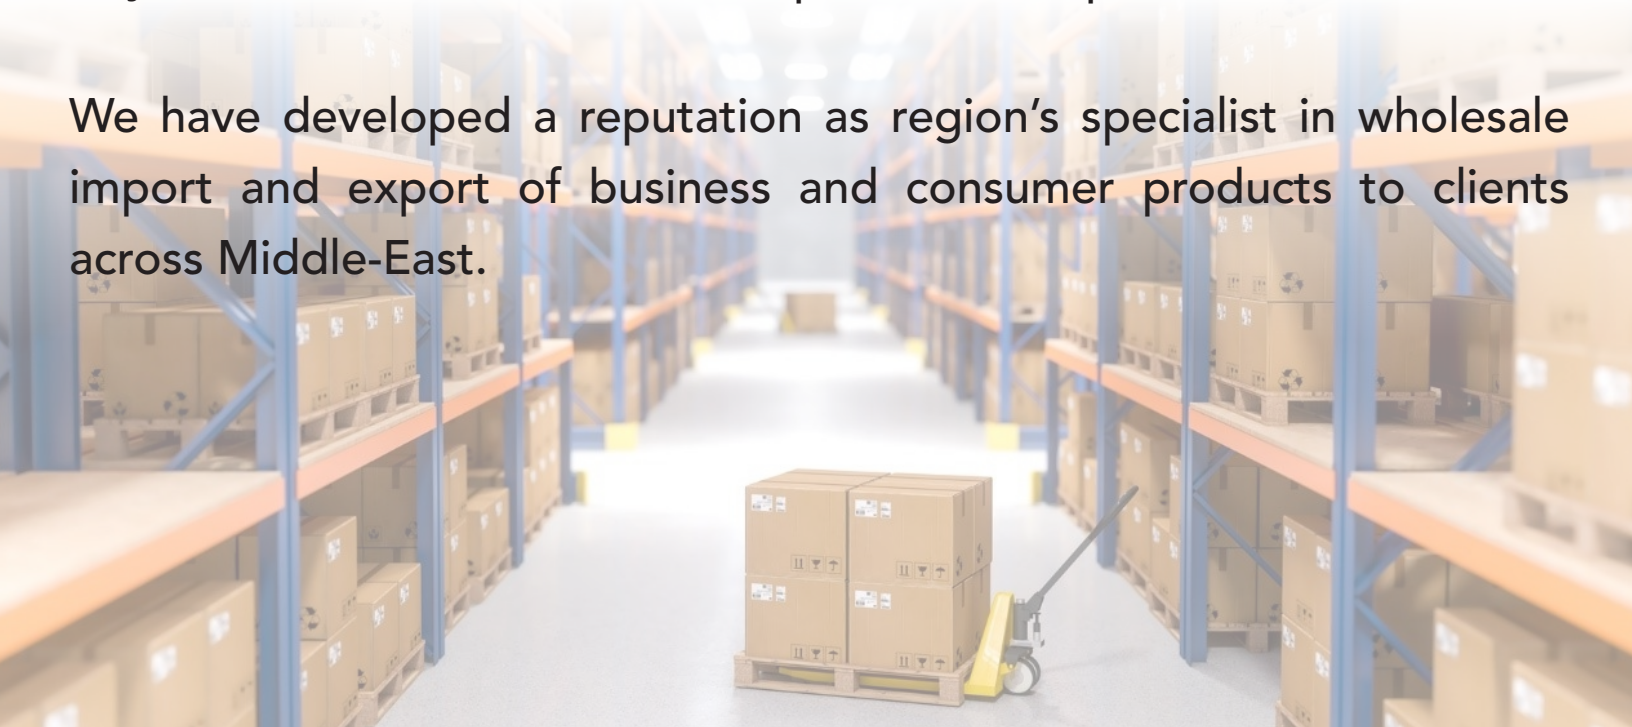 We have developed a reputation as region’s specialist in wholesale
import and export of business and consumer products to clients
across Middle-East.